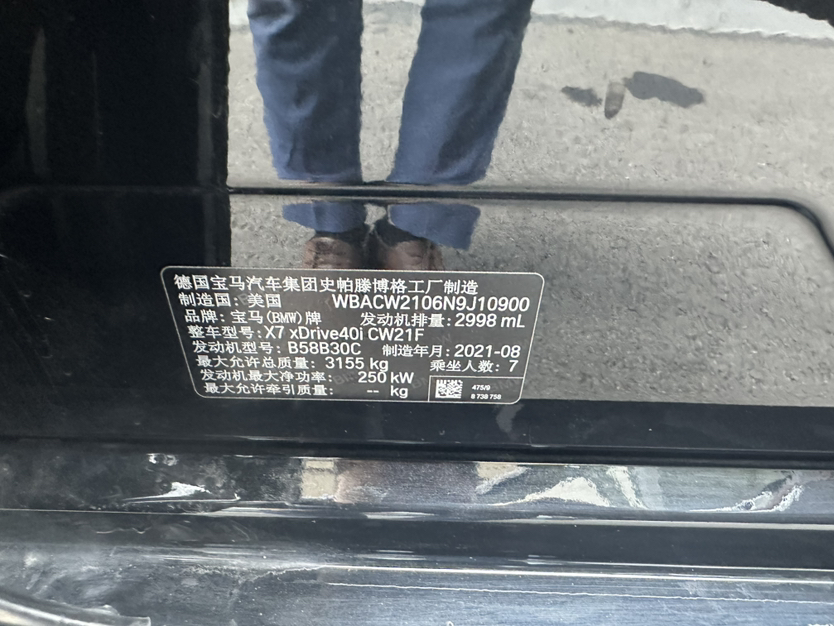 德国宝马汽车集团史帕滕博格工厂制造
制造国: 美国 WBACW2106N9J10900
品牌: 宝马(BMW)牌 发动机排量: 2998 mL
整车型号: X7 xDrive40i CW21F
发动机型号: B58B30C 制造年月: 2021-08
最大允许总质量: 3155 kg 乘坐人数: 7
发动机最大净功率: 250 kW
最大允许牵引质量: -- kg
475/9
8 738 758